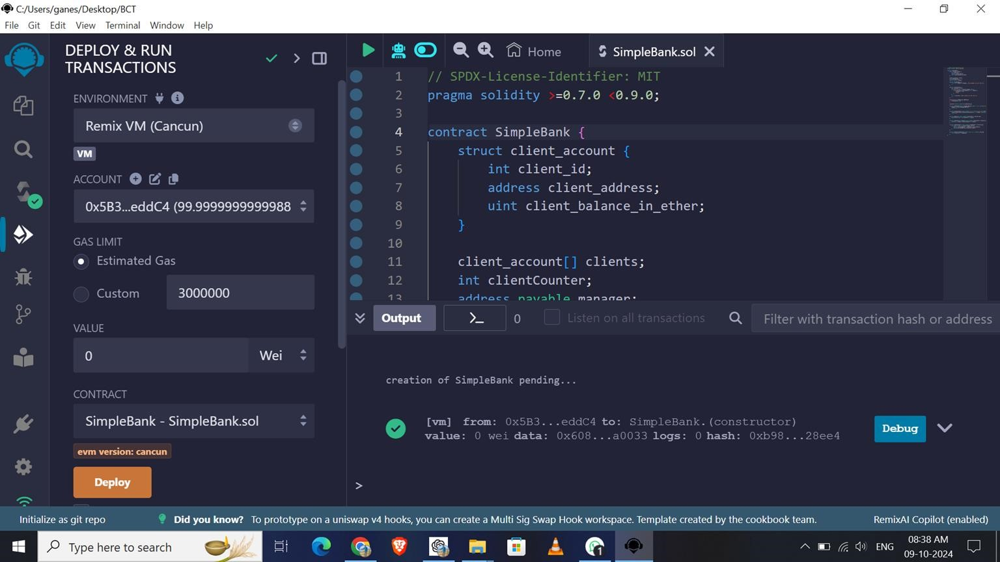 C:/Users/ganes/Desktop/BCT
File Git Edit View Terminal Window Help
DEPLOY & RUN
TRANSACTIONS
ENVIRONMENT
Remix VM (Cancun)
VM
ACCOUNT
0x5B3...eddC4 (99.9999999999988
GAS LIMIT
Estimated Gas
Custom
3000000
VALUE
0
Wei
CONTRACT
SimpleBank - SimpleBank.sol
evm version: cancun
Deploy
Home
SimpleBank.sol
1 // SPDX-License-Identifier: MIT
2 pragma solidity >=0.7.0 <0.9.0;
3
4 contract SimpleBank {
5 struct client_account {
6 int client_id;
7 address client_address;
8 uint client_balance_in_ether;
9 }
10
11 client_account[] clients;
12 int clientCounter;
13 address payable manager;
Output
>_
0
Listen on all transactions
Filter with transaction hash or address
creation of SimpleBank pending...
[vm] from: 0x5B3...eddC4 to: SimpleBank.(constructor)
value: 0 wei data: 0x608...a0033 logs: 0 hash: 0xb98...28ee4
Debug
>
Initialize as git repo
Did you know? To prototype on a uniswap v4 hooks, you can create a Multi Sig Swap Hook workspace. Template created by the cookbook team.
RemixAI Copilot (enabled)
Type here to search
1
ENG
08:38 AM
09-10-2024